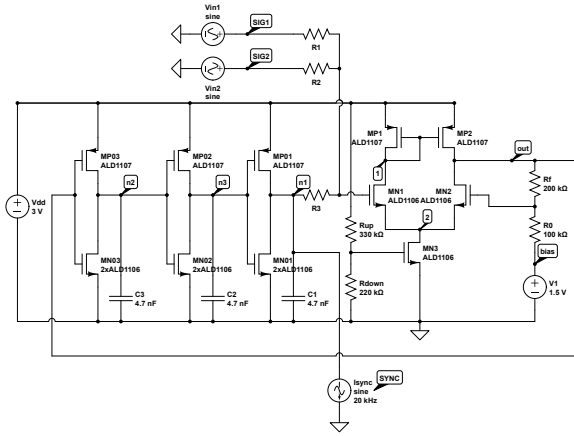 Vin1
sine
SIG1
R1
SIG2
R2
Vin2
sine
MP03
ALD1107
MP02
ALD1107
MP01
ALD1107
MP1
ALD1107
MP2
ALD1107
out
1
n2
n3
n1
R3
MN1
ALD1106
MN2
ALD1106
Rf
200 kΩ
Vdd
3 V
2
Rup
330 kΩ
R0
100 kΩ
MN03
2xALD1106
MN02
2xALD1106
MN01
2xALD1106
MN3
ALD1106
bias
Rdown
220 kΩ
C3
4.7 nF
C2
4.7 nF
C1
4.7 nF
V1
1.5 V
Isync
sine
20 kHz
SYNC